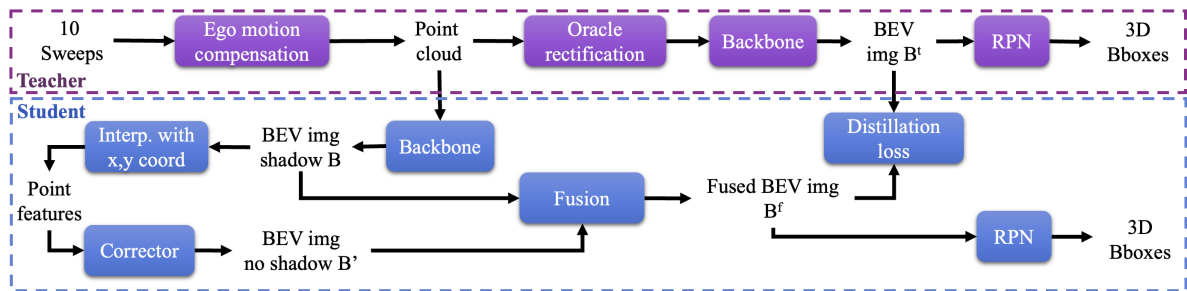 10
Sweeps
Ego motion
compensation
Point
cloud
Oracle
rectification
Backbone
BEV
img Bᵗ
RPN
3D
Bboxes
Teacher
Student
Interp. with
x,y coord
BEV img
shadow B
Backbone
Distillation
loss
Point
features
Fusion
Fused BEV img
Bᶠ
Corrector
BEV img
no shadow B’
RPN
3D
Bboxes